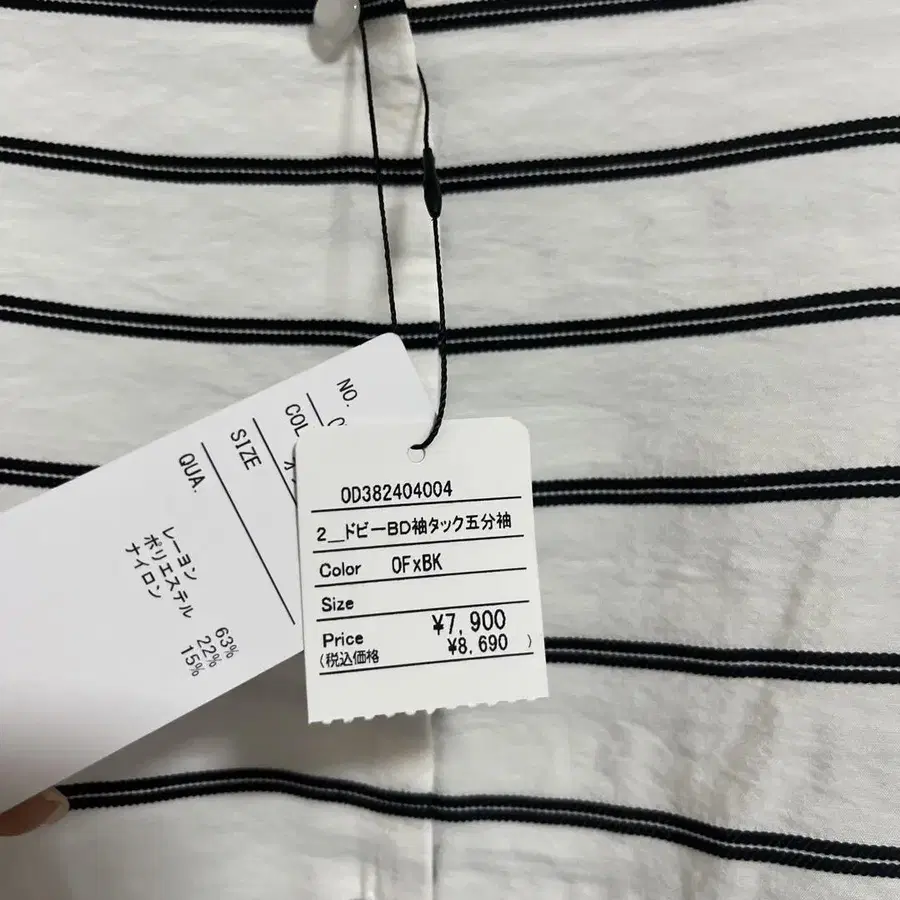 NO.
COL
SIZE
QUA.
レーヨン 63%
ポリエステル 22%
ナイロン 15%
0D382404004
2__ドビーBD袖タック五分袖
Color OFxBK
Size
Price ¥7,900
(税込価格 ¥8,690 )